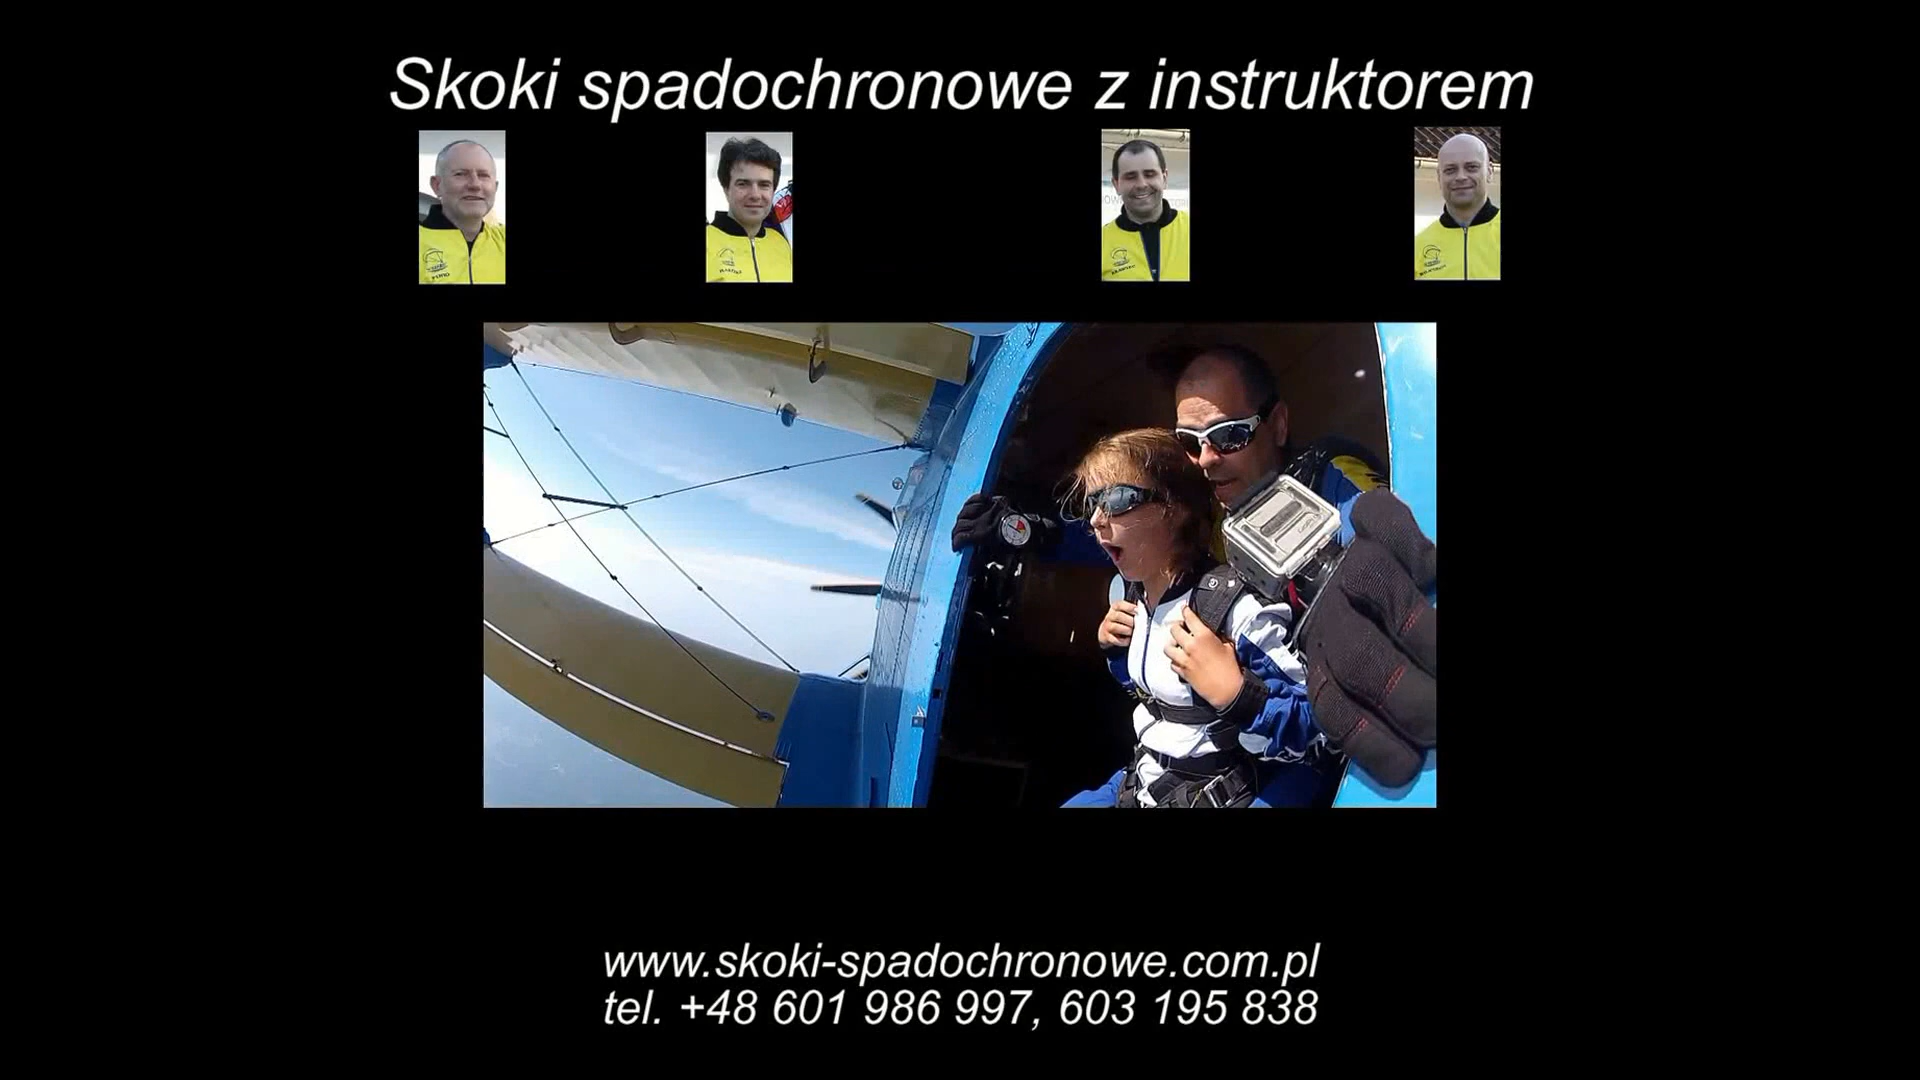 Skoki spadochronowe z instruktorem
www.skoki-spadochronowe.com.pl
tel. +48 601 986 997, 603 195 838